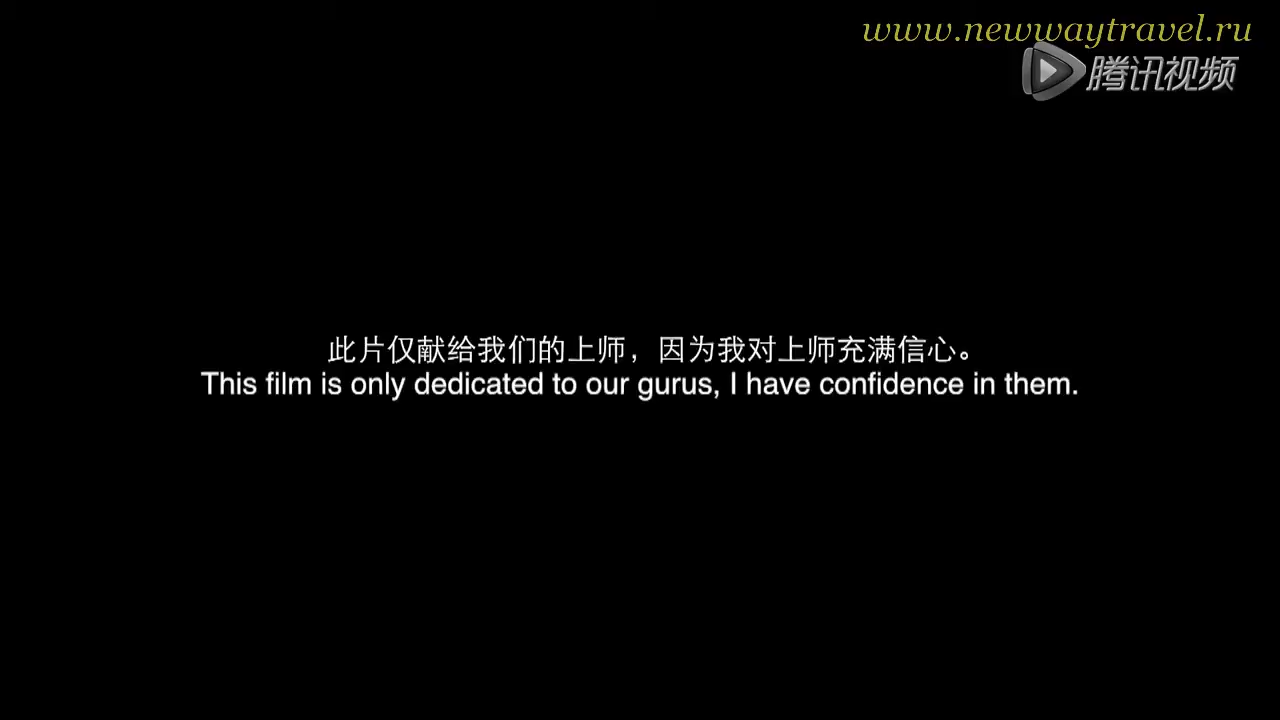 www.newwaytravel.ru
腾讯视频
此片仅献给我们的上师，因为我对上师充满信心。
This film is only dedicated to our gurus, I have confidence in them.